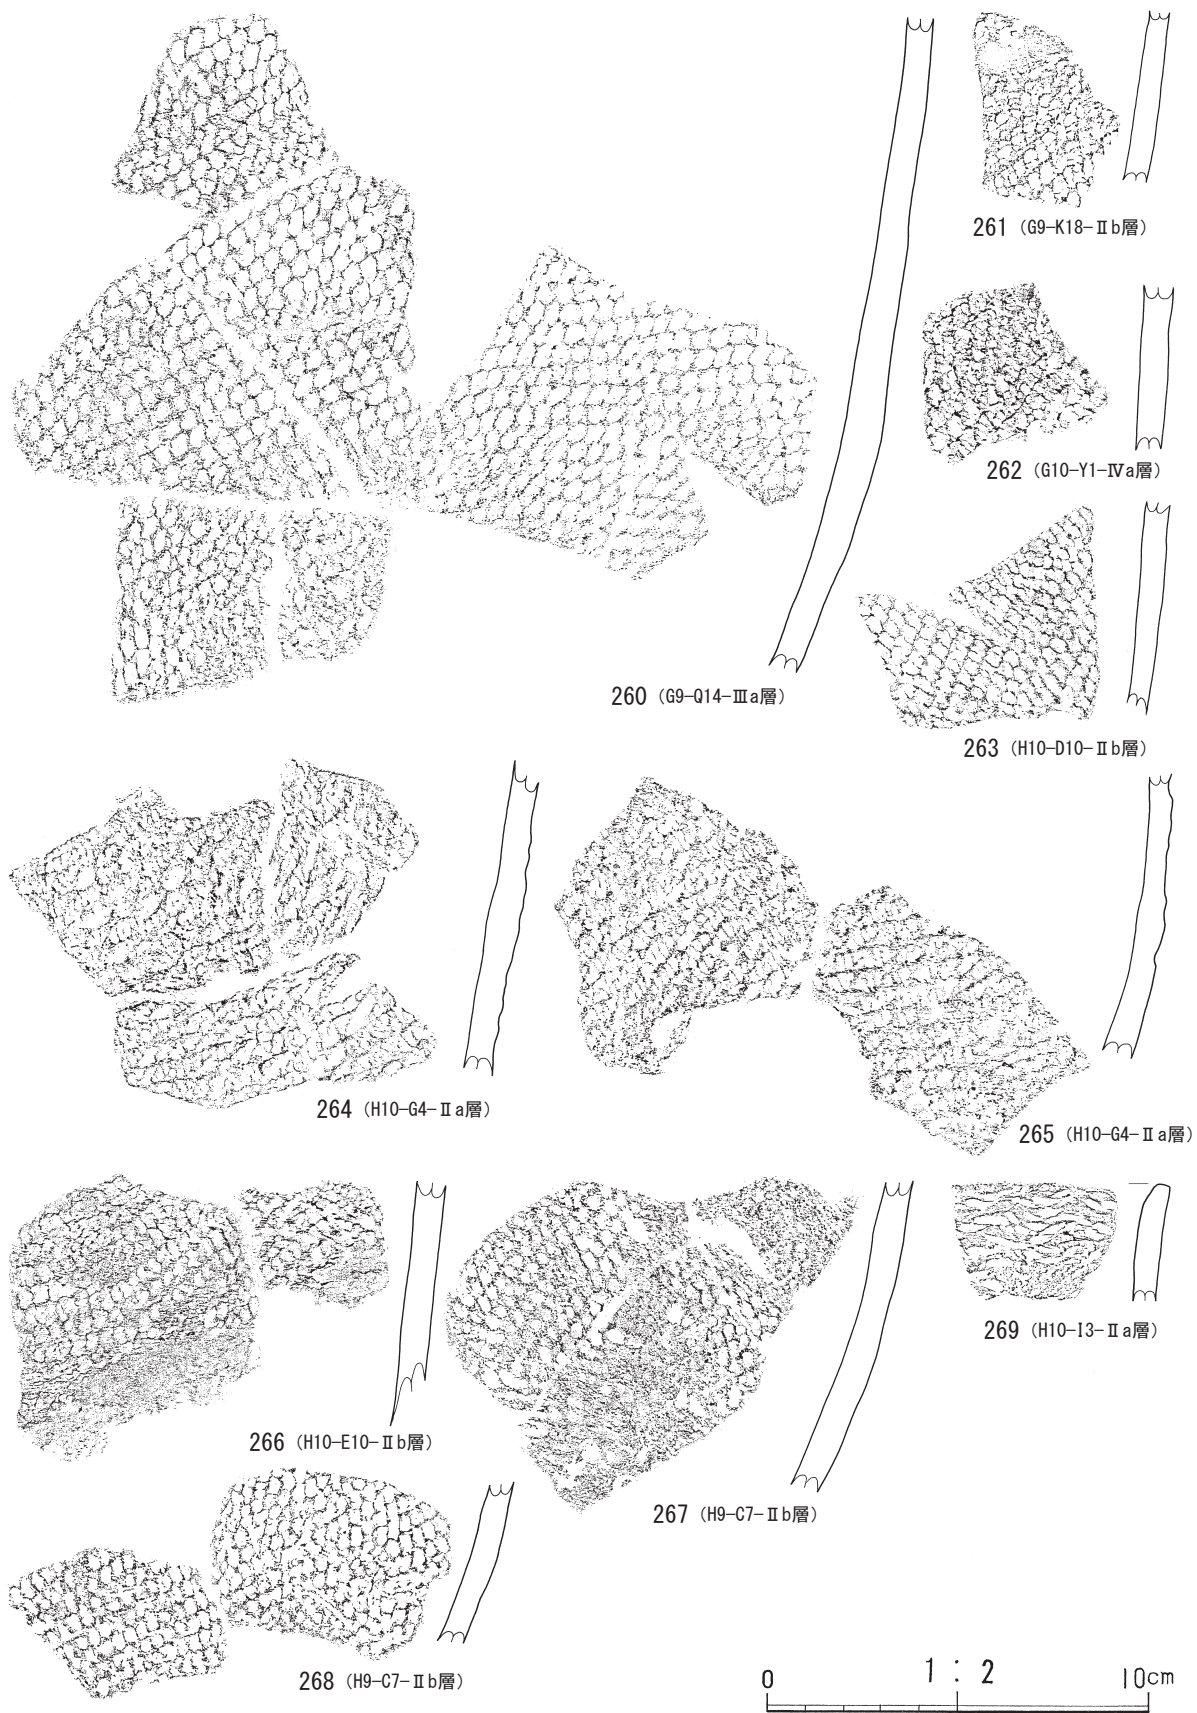 261（G9−K18−Ⅱb層）
262（G10−Y1−Ⅳa層）
260（G9−Q14−Ⅲa層）
263（H10−D10−Ⅱb層）
264（H10−G4−Ⅱa層）
265（H10−G4−Ⅱa層）
266（H10−E10−Ⅱb層）
269（H10−I3−Ⅱa層）
267（H9−C7−Ⅱb層）
268（H9−C7−Ⅱb層）
0 1：2 10cm